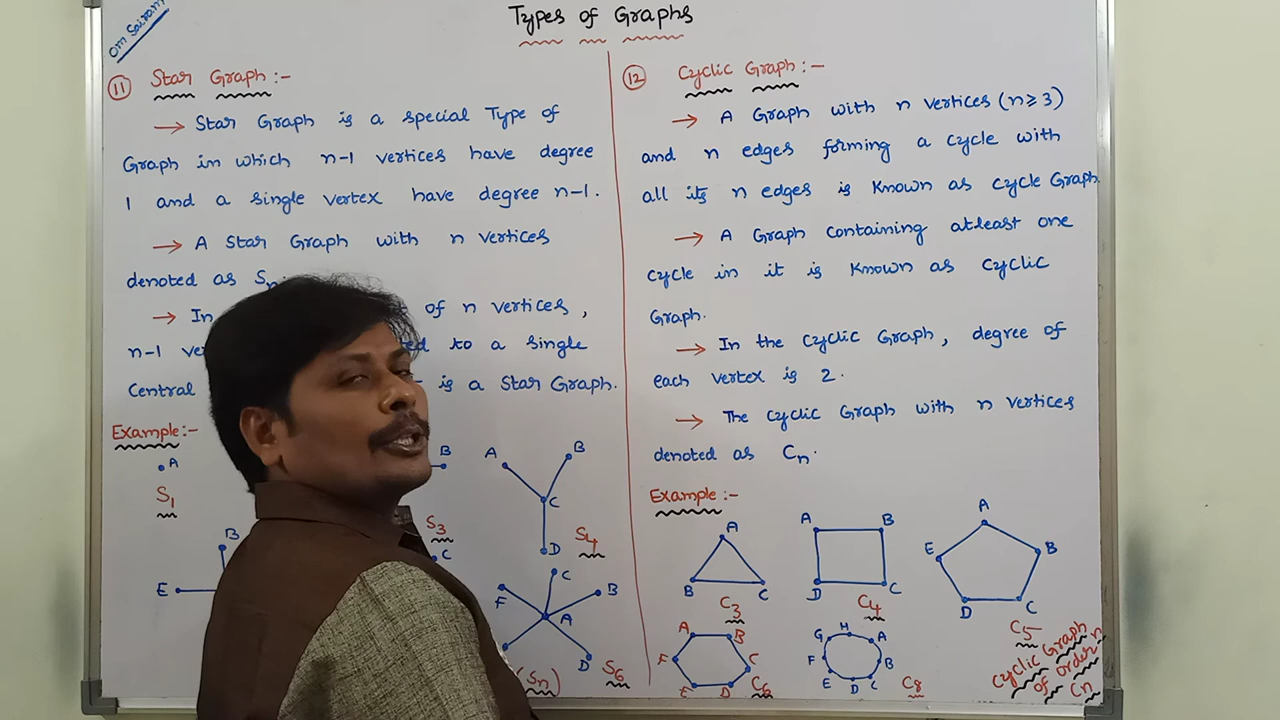 Om Sairam
Types of Graphs
11 Star Graph :-
→ Star Graph is a special Type of
Graph in which n-1 vertices have degree
1 and a single vertex have degree n-1.
→ A Star Graph with n vertices
denoted as Sn
→ In of n vertices,
n-1 to a single
Central is a Star Graph.
Example :-
A
S1
B
S3
A B
C
D
S4
B C
E
C
F B
A
D
S6
(Sn)
12 Cyclic Graph :-
→ A Graph with n vertices (n≥3)
and n edges forming a cycle with
all its n edges is Known as cycle Graph.
→ A Graph containing atleast one
cycle in it is Known as cyclic
Graph.
→ In the cyclic Graph, degree of
each vertex is 2.
→ The cyclic Graph with n vertices
denoted as Cn.
Example :-
A
B C
C3
A B
D C
C4
A
E B
D C
C5
A B
F C
E D
C6
G H A
F B
E D C
C8
Cyclic Graph
of order n
Cn